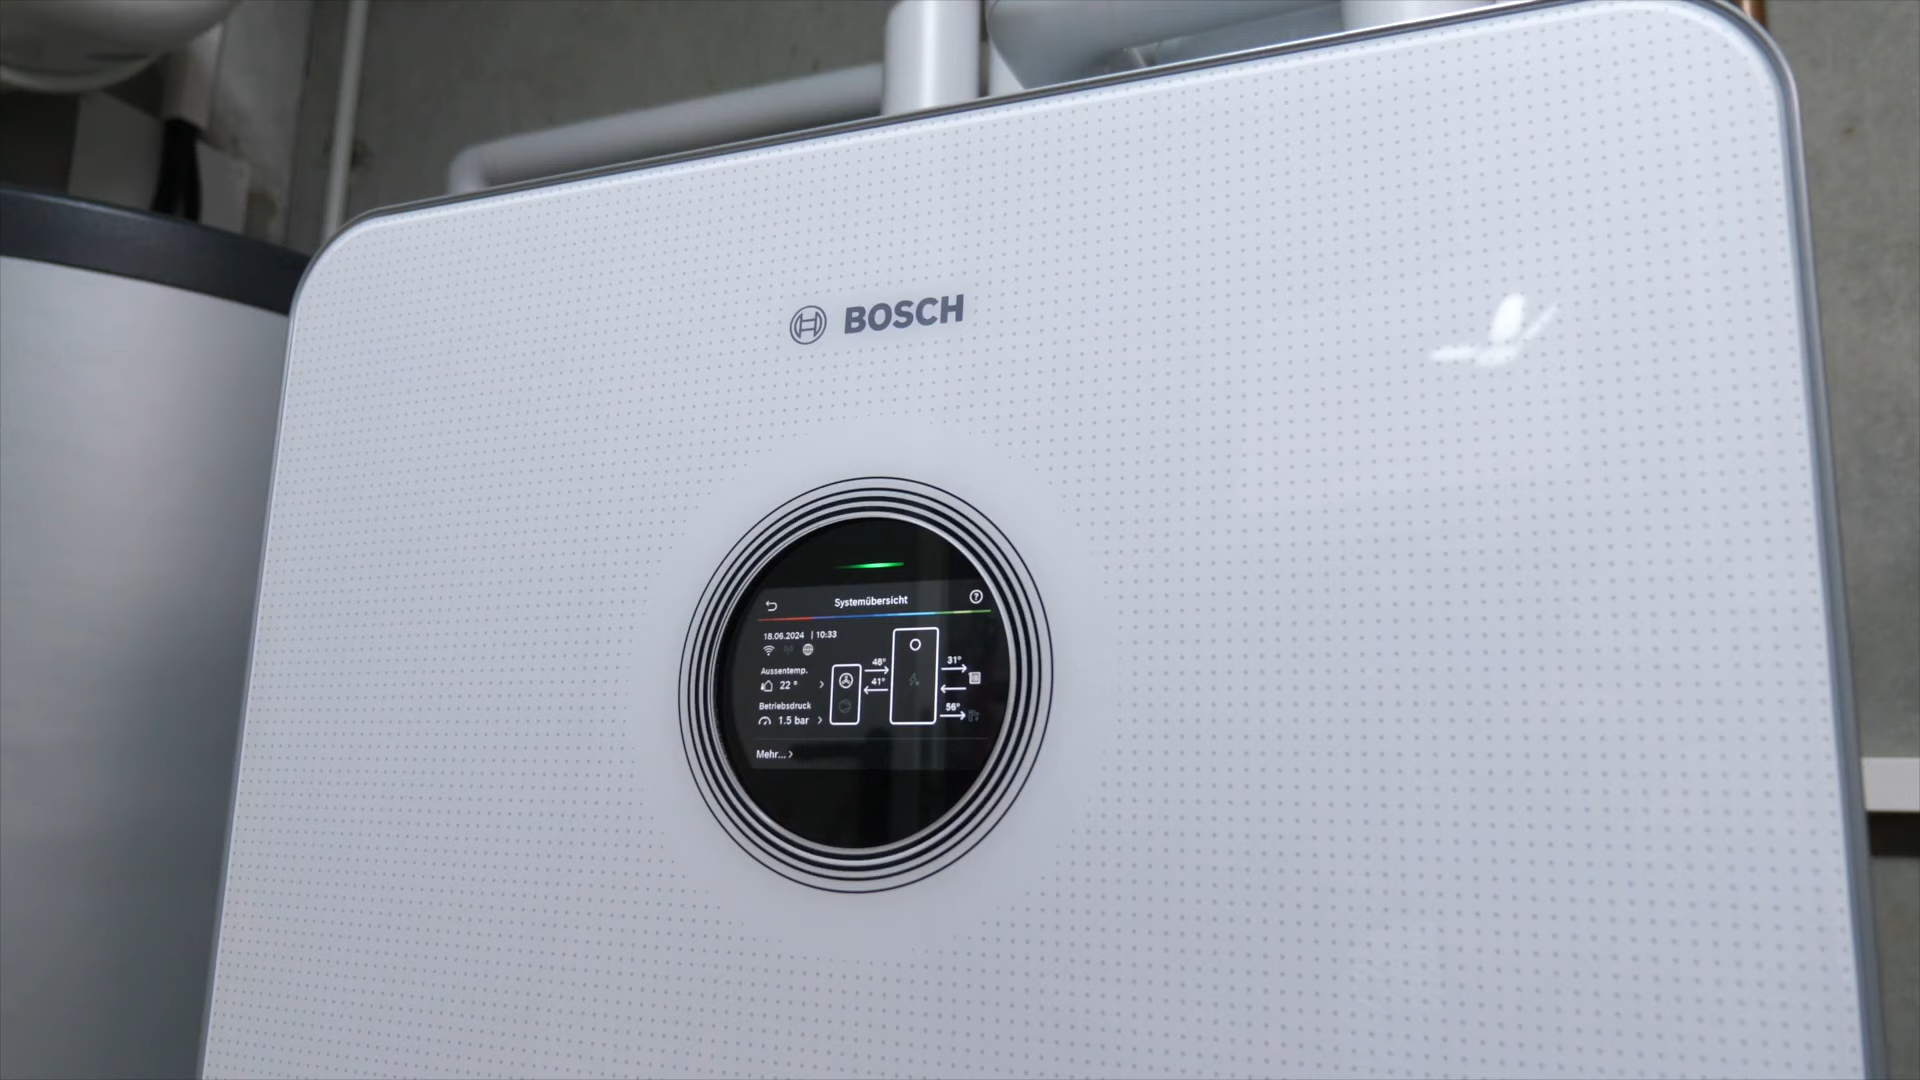 BOSCH
Systemübersicht ?
18.06.2024 | 10:33
Aussentemp.
22 °
Betriebsdruck
1.5 bar
48°
41°
31°
56°
Mehr...